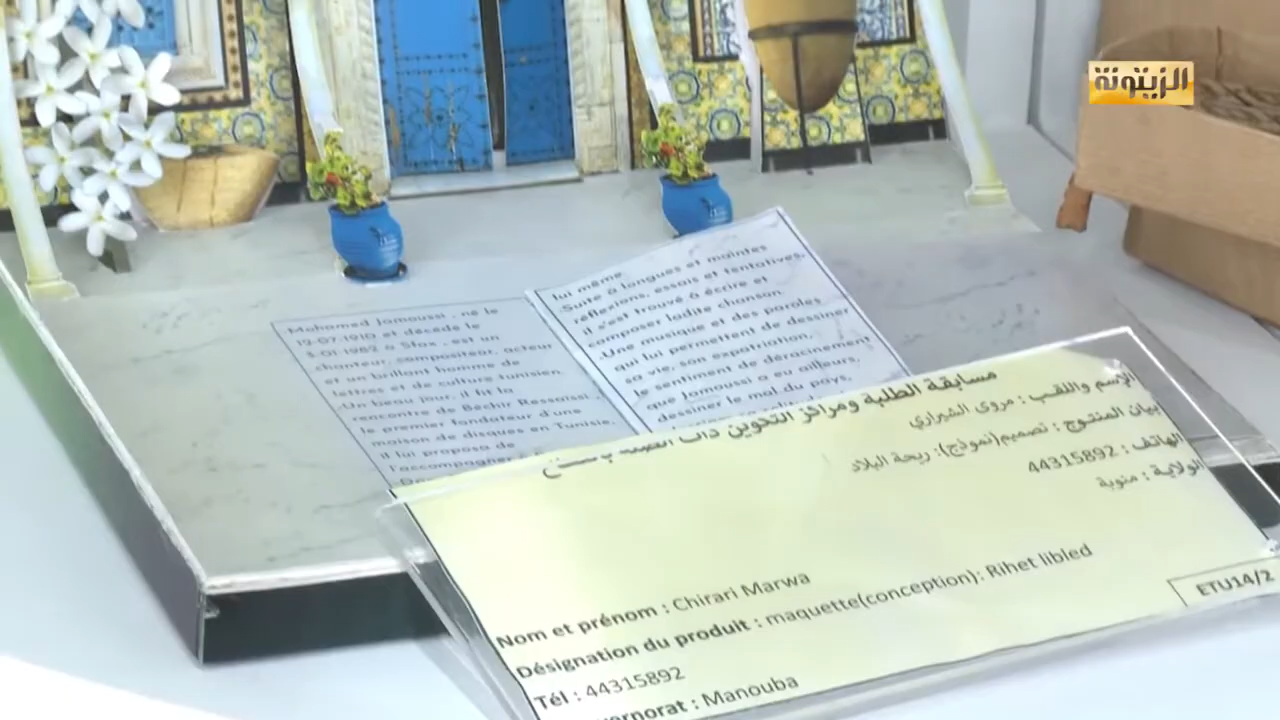 الزيتونة
Mohamed Jamoussi , né le
12-07-1910 et décédé le
3-01-1982 à Sfax , est un
chanteur, compositeur, acteur
et un brillant homme de
lettres et de culture tunisien.
Un beau jour, il fit la
rencontre de Béchir Ressaissi ,
le premier fondateur d'une
maison de disques en Tunisie,
il lui proposa de
l'accompagner
lui même.
Suite à longues et maintes
réflexions, essais et tentatives,
il s'est trouvé à écrire et
composer ladite chanson.
Une musique et des paroles
qui lui permettent de dessiner
sa vie, son expatriation,
le sentiment de déracinement
que Jamoussi a eu ailleurs,
dessiner le mal du pays,
مسابقة الطلبة ومراكز التكوين ذات
الإسم واللقب : مروى الشيراري
بيان المنتوج : تصميم(نموذج): ريحة البلاد
الهاتف : 44315892
الولاية : منوبة
Nom et prénom : Chirari Marwa
Désignation du produit : maquette(conception): Rihet libled
Tél : 44315892
vernorat : Manouba
ETU14/2